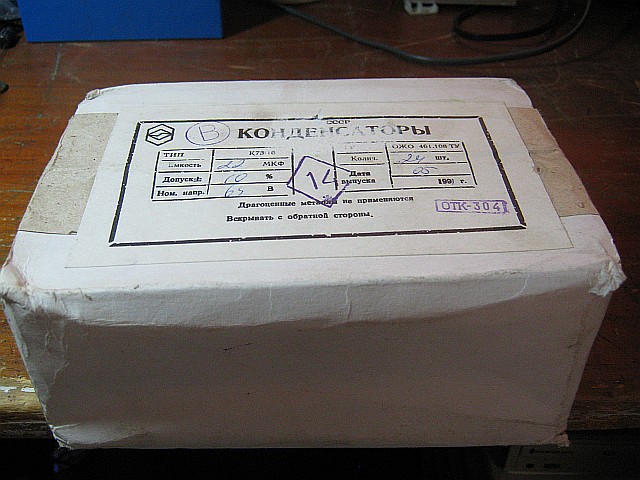 СССР
В КОНДЕНСАТОРЫ
ТИП К73-16 ОЖО 461.108 ТУ
Емкость 22 МКФ Колич. 24 шт.
Допуск± 10 % 14 Дата выпуска 05 199 г.
Ном. напр. 63 В
Драгоценные металлы не применяются
ОТК-304
Вскрывать с обратной стороны.